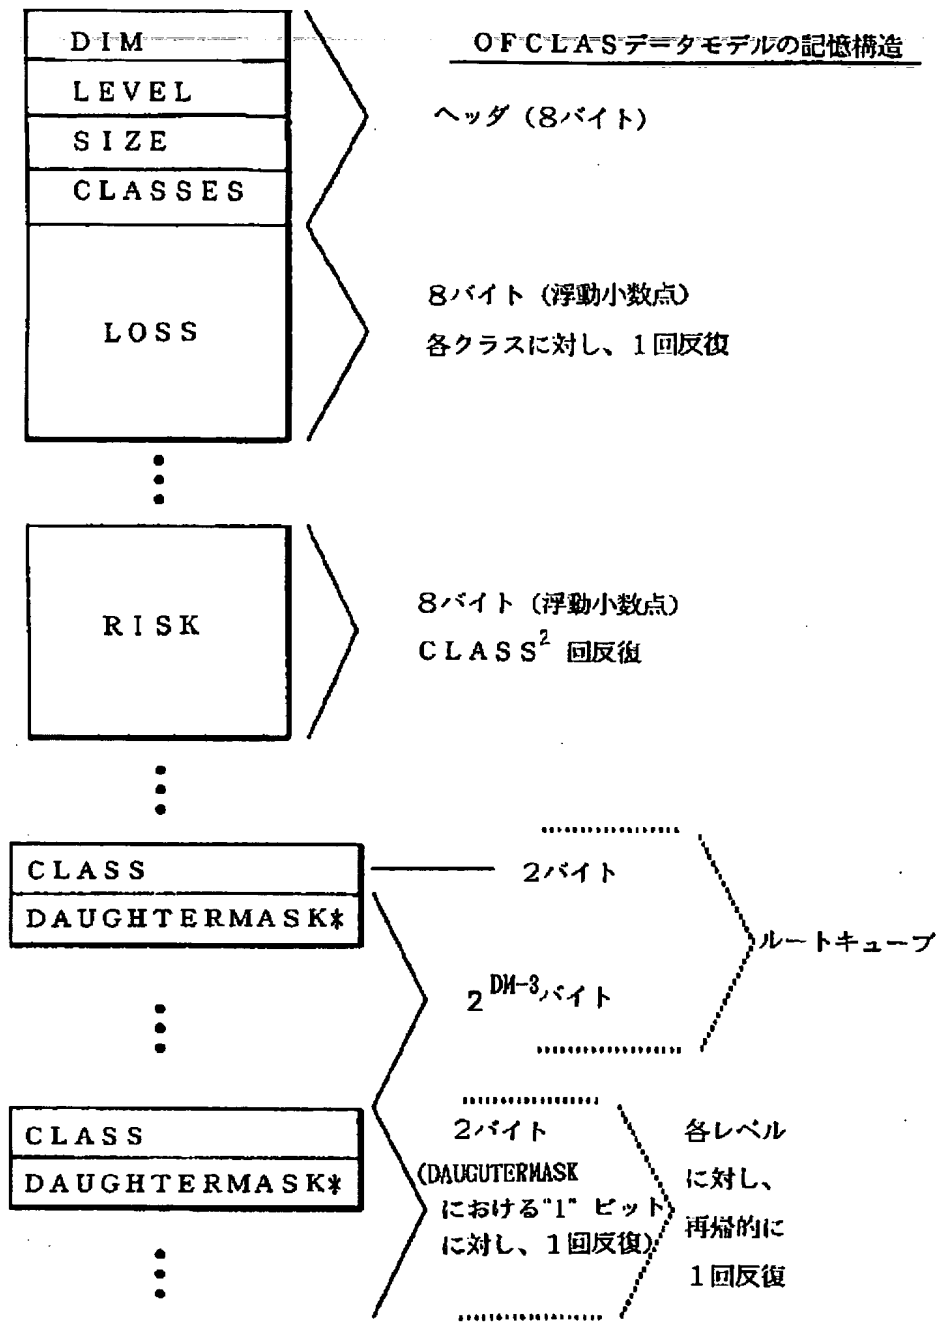 OFCLASデータモデルの記憶構造
DIM
LEVEL
SIZE
CLASSES
ヘッダ (8バイト)
LOSS
8バイト (浮動小数点)
各クラスに対し、1回反復
RISK
8バイト (浮動小数点)
CLASS² 回反復
CLASS
2バイト
DAUGHTERMASK*
ルートキューブ
2^DM-3バイト
CLASS
DAUGHTERMASK*
2バイト
(DAUGUTERMASK
における"1" ビット
に対し、1回反復)
各レベル
に対し、
再帰的に
1回反復